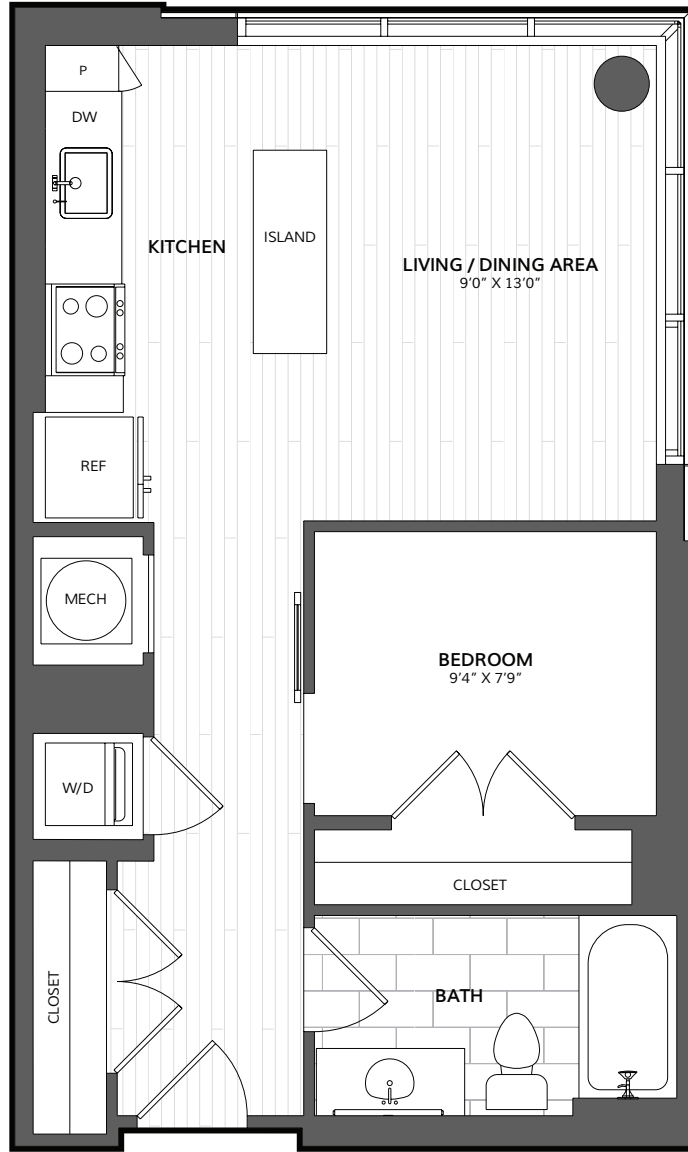 P
DW
KITCHEN
ISLAND
LIVING / DINING AREA
9’0” X 13’0”
REF
MECH
BEDROOM
9’4” X 7’9”
W/D
CLOSET
CLOSET
BATH